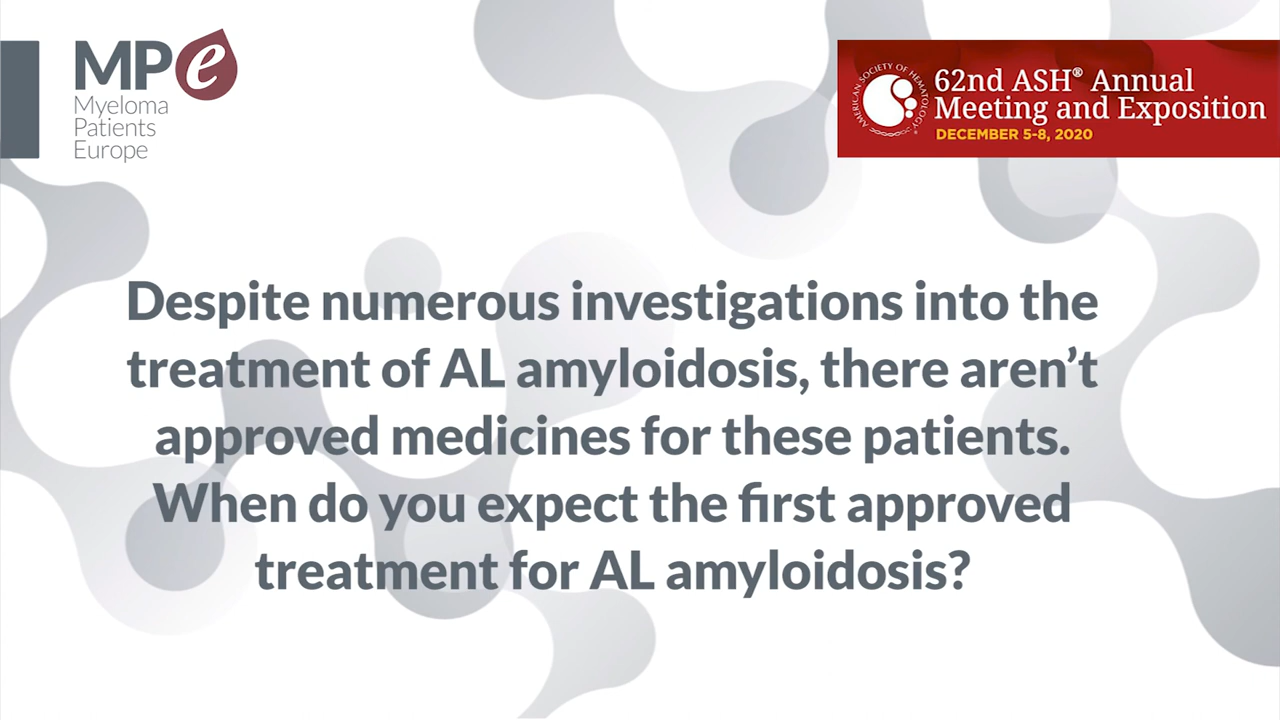 MPe
Myeloma
Patients
Europe
AMERICAN SOCIETY OF HEMATOLOGY®
62nd ASH® Annual
Meeting and Exposition
DECEMBER 5-8, 2020
Despite numerous investigations into the
treatment of AL amyloidosis, there aren’t
approved medicines for these patients.
When do you expect the first approved
treatment for AL amyloidosis?